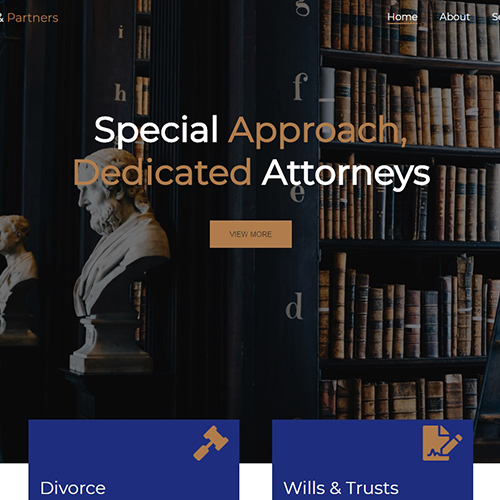 & Partners
Home About
Special Approach,
Dedicated Attorneys
VIEW MORE
i
g
f
h
e
d
Divorce
Wills & Trusts